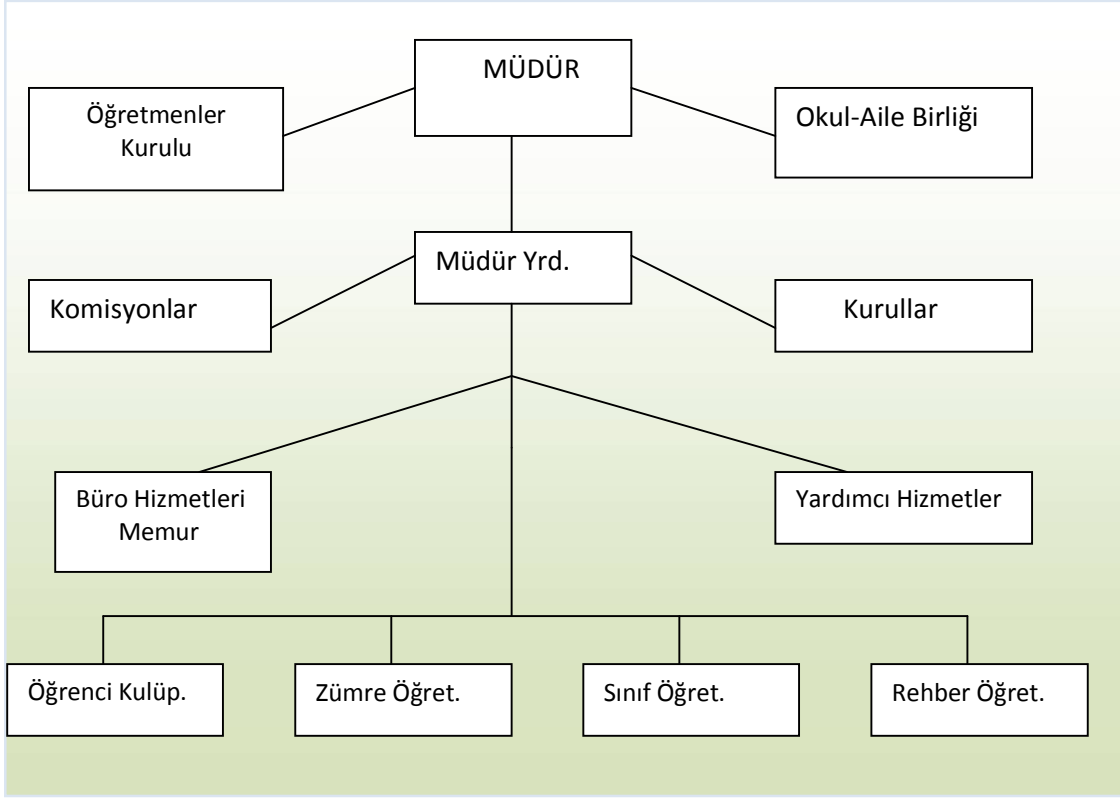 MÜDÜR
Öğretmenler
Kurulu
Okul-Aile Birliği
Müdür Yrd.
Komisyonlar
Kurullar
Büro Hizmetleri
Memur
Yardımcı Hizmetler
Öğrenci Kulüp.
Zümre Öğret.
Sınıf Öğret.
Rehber Öğret.